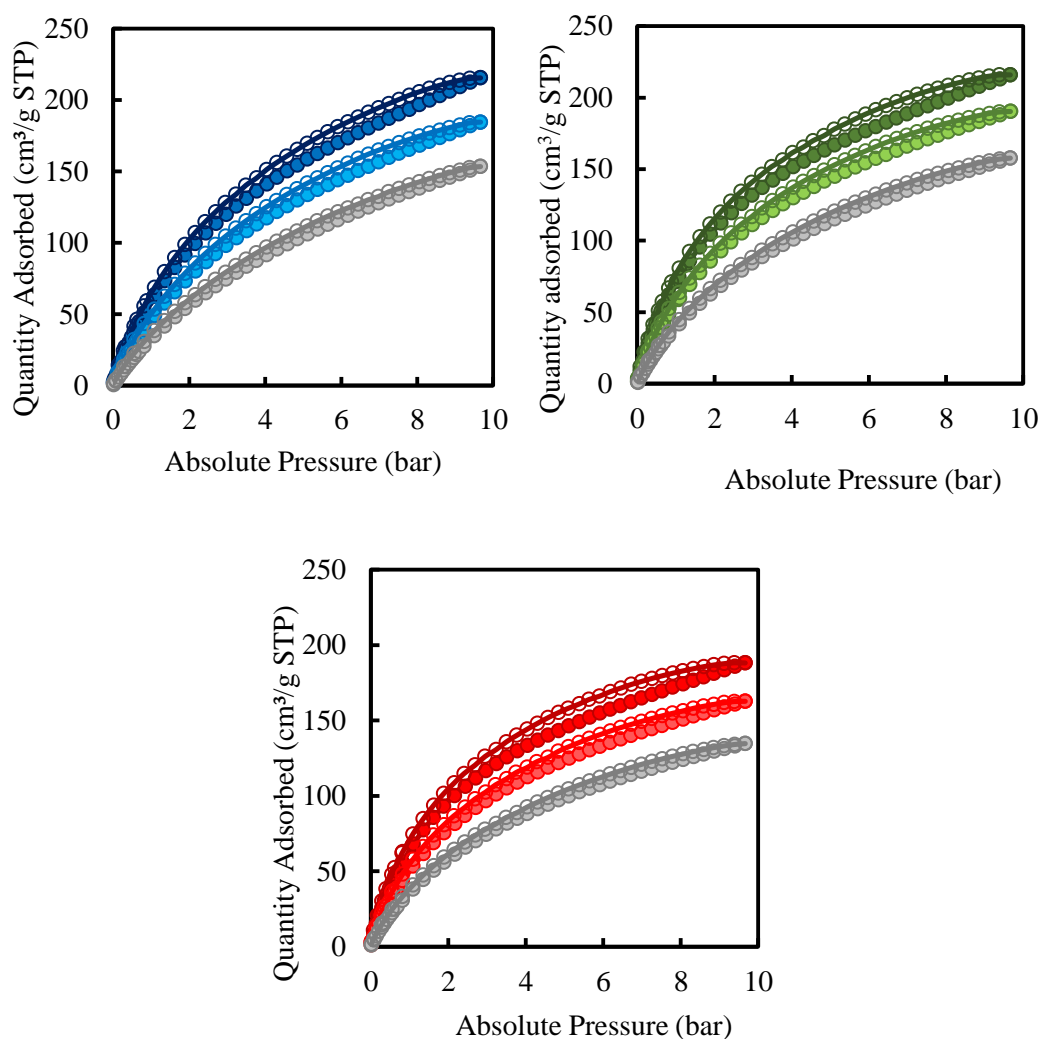 Quantity Adsorbed (cm³/g STP)
250
200
150
100
50
0
0 2 4 6 8 10
Absolute Pressure (bar)
Quantity adsorbed (cm³/g STP)
250
200
150
100
50
0
0 2 4 6 8 10
Absolute Pressure (bar)
Quantity Adsorbed (cm³/g STP)
250
200
150
100
50
0
0 2 4 6 8 10
Absolute Pressure (bar)